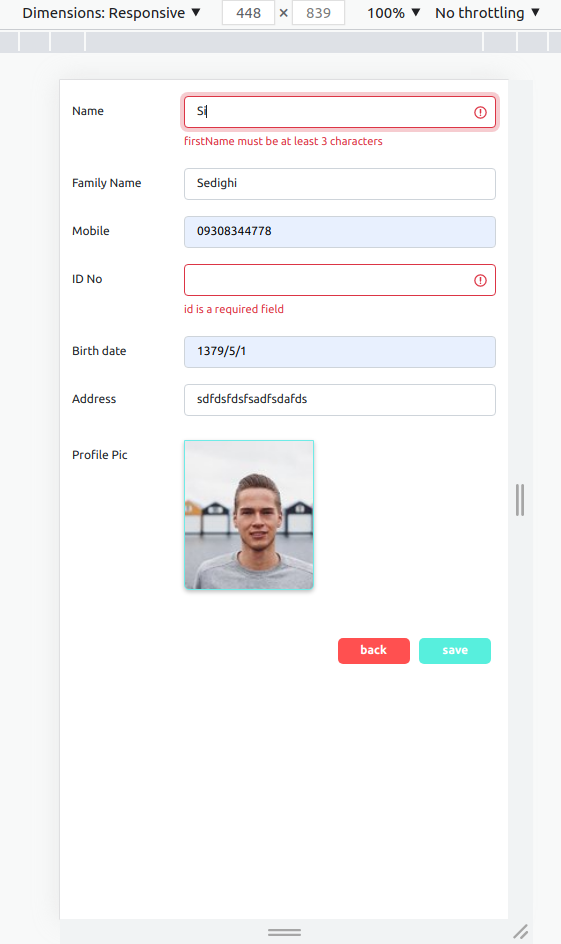 Dimensions: Responsive ▼ 448 × 839 100% ▼ No throttling ▼
Name Si
firstName must be at least 3 characters
Family Name Sedighi
Mobile 09308344778
ID No
id is a required field
Birth date 1379/5/1
Address sdfdsfdsfsadfsdafds
Profile Pic
back save